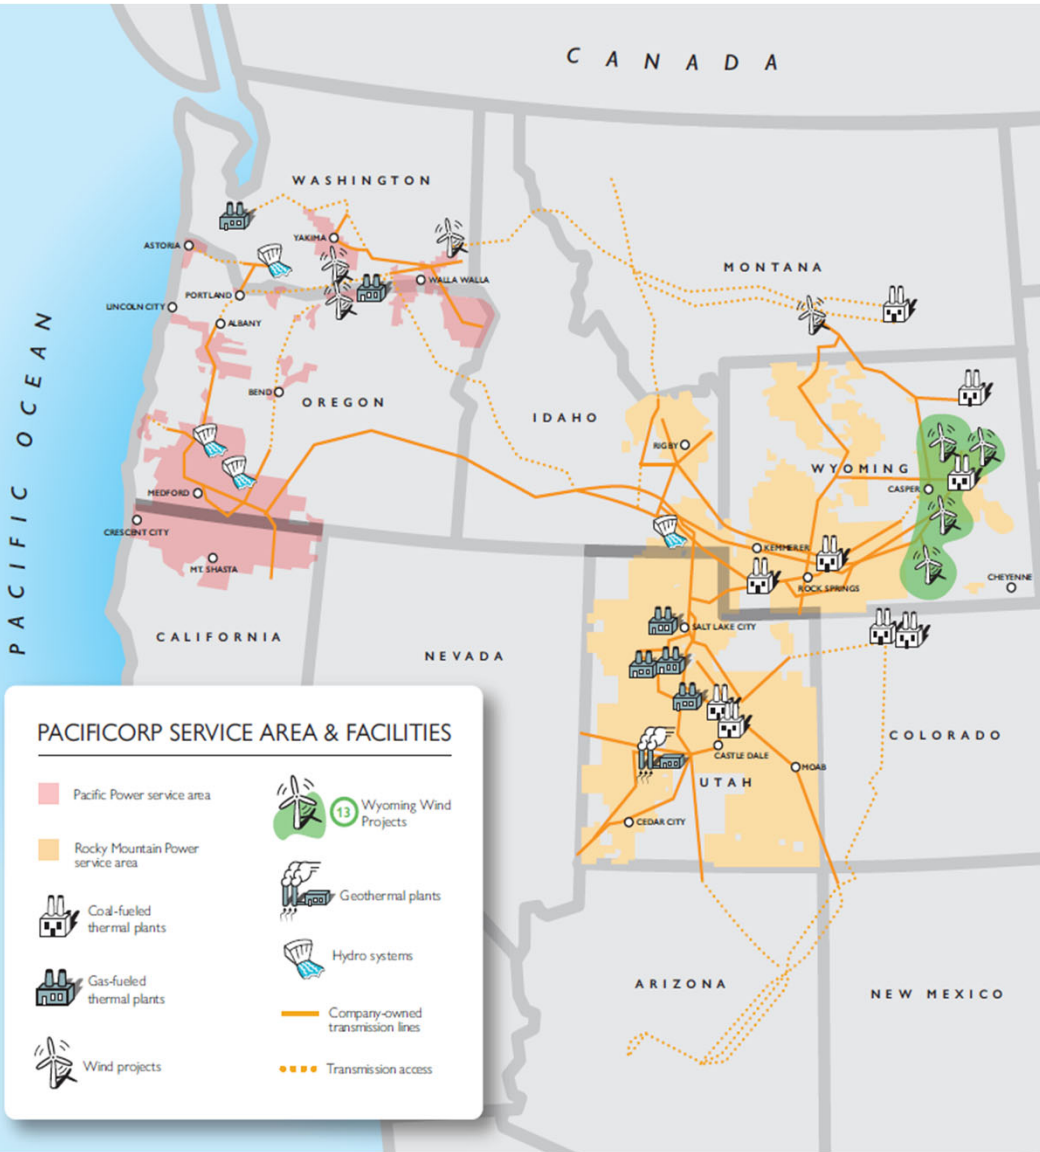 CANADA
WASHINGTON
YAKIMA
ASTORIA
MONTANA
WALLA WALLA
PORTLAND
LINCOLN CITY
ALBANY
BEND
OREGON
IDAHO
RIGBY
WYOMING
CASPER
MEDFORD
CRESCENT CITY
KEMMERER
MT. SHASTA
ROCK SPRINGS
CHEYENNE
PACIFIC OCEAN
CALIFORNIA
NEVADA
SALT LAKE CITY
COLORADO
CASTLE DALE
MOAB
UTAH
CEDAR CITY
ARIZONA
NEW MEXICO
PACIFICORP SERVICE AREA & FACILITIES
Pacific Power service area
Rocky Mountain Power
service area
Coal-fueled
thermal plants
Gas-fueled
thermal plants
Wind projects
13
Wyoming Wind
Projects
Geothermal plants
Hydro systems
Company-owned
transmission lines
Transmission access